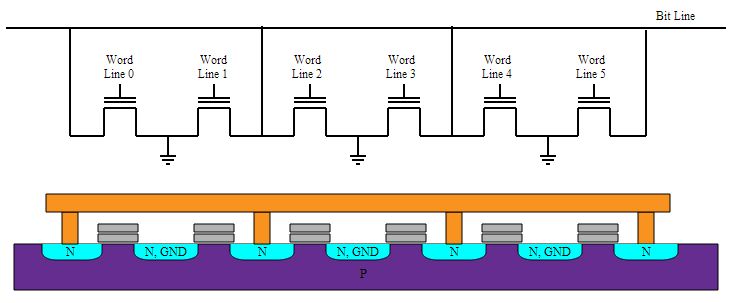 Bit Line
Word Word Word Word Word Word
Line 0 Line 1 Line 2 Line 3 Line 4 Line 5
N N, GND N N, GND N N, GND N
P